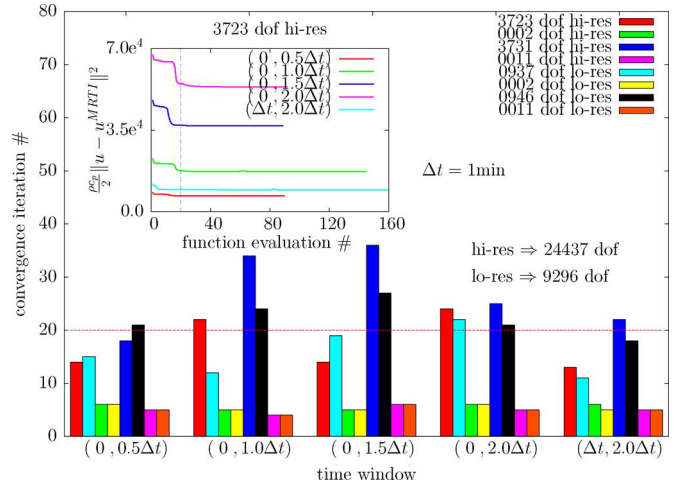 3723 dof hi-res
0002 dof hi-res
3731 dof hi-res
0011 dof hi-res
0937 dof lo-res
0002 dof lo-res
0946 dof lo-res
0011 dof lo-res
3723 dof hi-res
( 0 , 0.5Δt)
( 0 , 1.0Δt)
( 0 , 1.5Δt)
( 0 , 2.0Δt)
(Δt, 2.0Δt)
7.0e⁴
3.5e⁴
0.0
ρcₚ/2 ‖u − u^MRTI‖²
0 40 80 120 160
function evaluation #
Δt = 1min
hi-res ⇒ 24437 dof
lo-res ⇒ 9296 dof
80
70
60
50
40
30
20
10
0
convergence iteration #
( 0 , 0.5Δt) ( 0 , 1.0Δt) ( 0 , 1.5Δt) ( 0 , 2.0Δt) (Δt, 2.0Δt)
time window